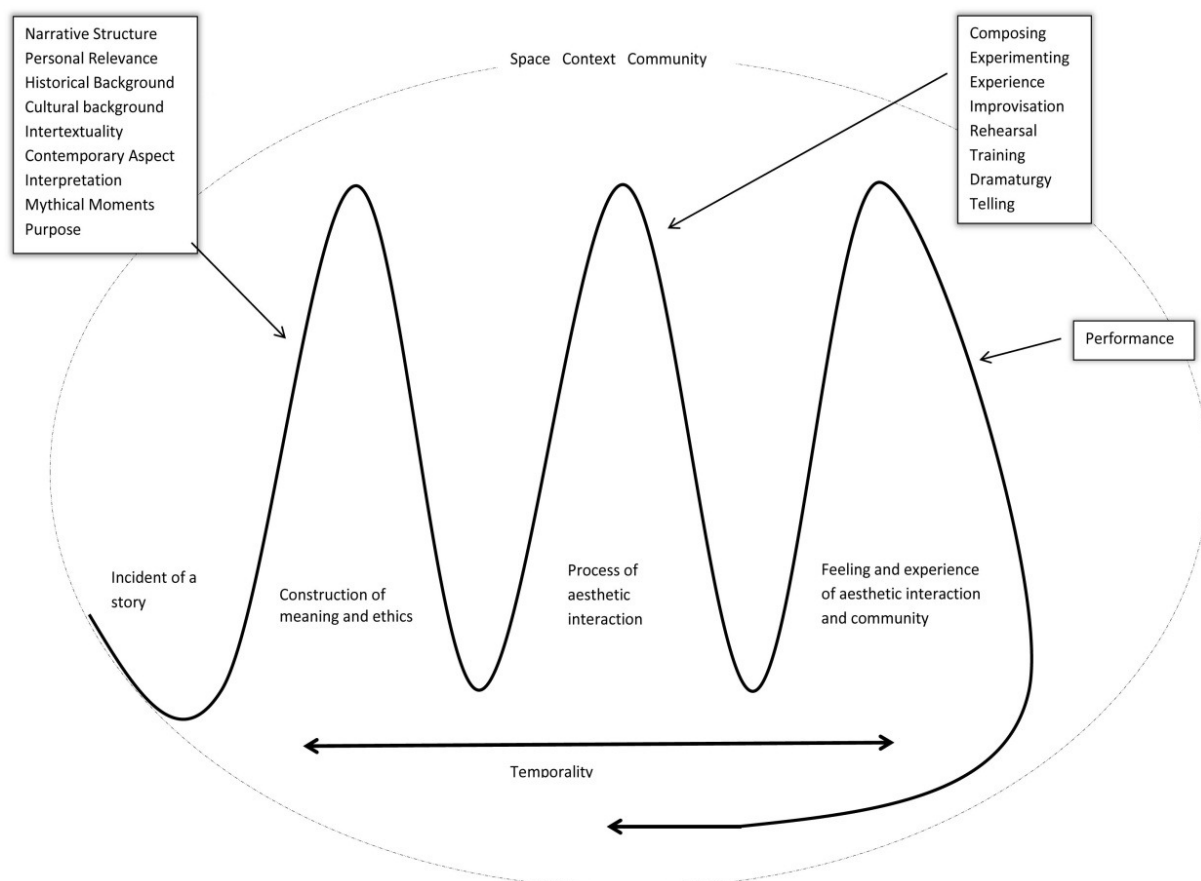 Narrative Structure
Personal Relevance
Historical Background
Cultural background
Intertextuality
Contemporary Aspect
Interpretation
Mythical Moments
Purpose
Space Context Community
Composing
Experimenting
Experience
Improvisation
Rehearsal
Training
Dramaturgy
Telling
Performance
Incident of a
story
Construction of
meaning and ethics
Process of
aesthetic
interaction
Feeling and experience
of aesthetic interaction
and community
Temporality